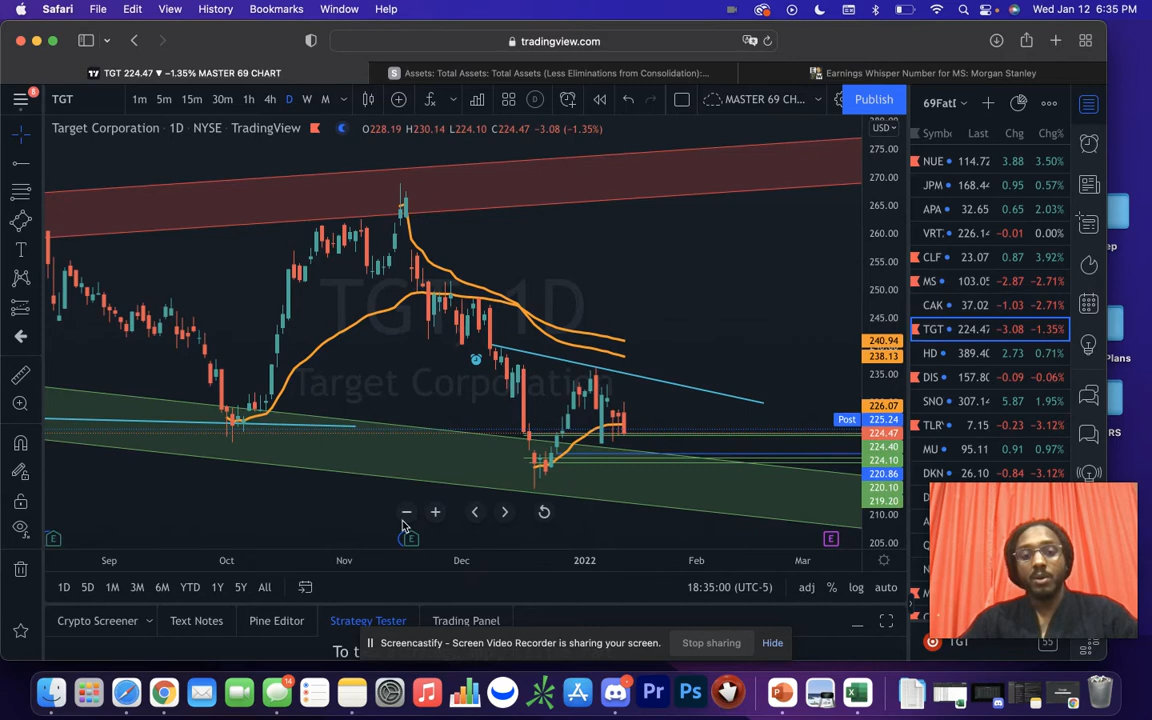 Safari File Edit View History Bookmarks Window Help Wed Jan 12 6:35 PM
tradingview.com
TGT 224.47 ▼ −1.35% MASTER 69 CHART
Assets: Total Assets: Total Assets (Less Eliminations from Consolidation):...
Earnings Whisper Number for MS: Morgan Stanley
8
TGT 1m 5m 15m 30m 1h 4h D W M MASTER 69 CH... Publish 69FatI
Target Corporation · 1D · NYSE · TradingView O228.19 H230.14 L224.10 C224.47 −3.08 (−1.35%)
USD
Last Chg Chg%
NUE 114.72 3.88 3.50%
JPM 168.44 0.95 0.57%
APA 32.65 0.65 2.03%
VRT. 226.14 −0.01 0.00%
CLF 23.07 0.87 3.92%
MS 103.05 −2.87 −2.71%
CAK 37.02 −1.03 −2.71%
TGT 224.47 −3.08 −1.35%
HD 389.40 2.73 0.71%
DIS 157.80 −0.09 −0.06%
SNO 307.14 5.87 1.95%
TLR 7.15 −0.23 −3.12%
MU 95.11 0.91 0.97%
DKN 26.10 −0.84 −3.12%
275.00
270.00
265.00
260.00
255.00
250.00
245.00
240.94
238.13
235.00
226.07
Post 225.24
224.47
224.40
224.10
220.86
220.10
219.20
210.00
205.00
TGT 1D
Target Corporation
E E E
Sep Oct Nov Dec 2022 Feb Mar
1D 5D 1M 3M 6M YTD 1Y 5Y All 18:35:00 (UTC-5) adj % log auto
Crypto Screener Text Notes Pine Editor Strategy Tester Trading Panel
Screencastify – Screen Video Recorder is sharing your screen. Stop sharing Hide
To t
TGT 55
14
Pr Ps